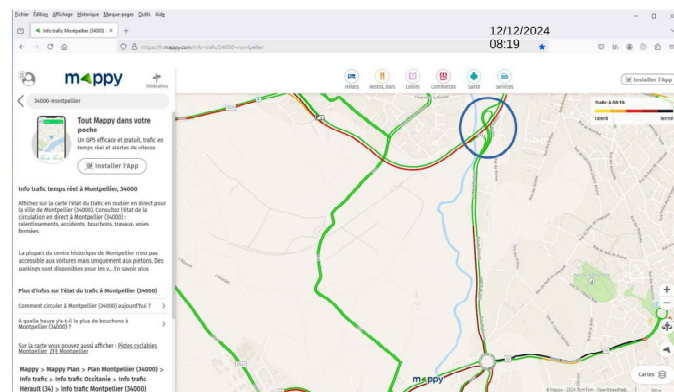 Fichier Édition Affichage Historique Marque-pages Outils Aide
Info trafic Montpellier (34000)
12/12/2024
08:19
https://fr.mappy.com/info-trafic/34000-montpellier
mappy
Itinéraires
Hôtels
Restos, bars
Loisirs
Commerces
Santé
Services
Installer l'App
34000-montpellier
Tout Mappy dans votre
poche
Un GPS efficace et gratuit, trafic en
temps réel et alertes de vitesse
Installer l'App
Info trafic temps réel à Montpellier, 34000
Affichez sur la carte l'état du trafic en routier en direct pour
la ville de Montpellier (34000). Consultez l'état de la
circulation en direct à Montpellier (34000) :
ralentissements, accidents, bouchons, travaux, voies
fermées.
La plupart du centre historique de Montpellier n'est pas
accessible aux voitures mais uniquement aux piétons. Des
parkings sont disponibles pour les v... En savoir plus
Plus d'infos sur l'état du trafic à Montpellier (34000)
Comment circuler à Montpellier (34000) aujourd'hui ?
A quelle heure y'a-t-il le plus de bouchons à
Montpellier (34000) ?
Sur la carte vous pouvez aussi afficher : Pistes cyclables
Montpellier ZFE Montpellier
Mappy > Mappy Plan > Plan Montpellier (34000) >
Info trafic > Info trafic Occitanie > Info trafic
Herault (34) > Info trafic Montpellier (34000)
Trafic à 08:16
ralenti
fermé
mappy
Cartes
© Mappy - 2024 TomTom - OpenStreetMap